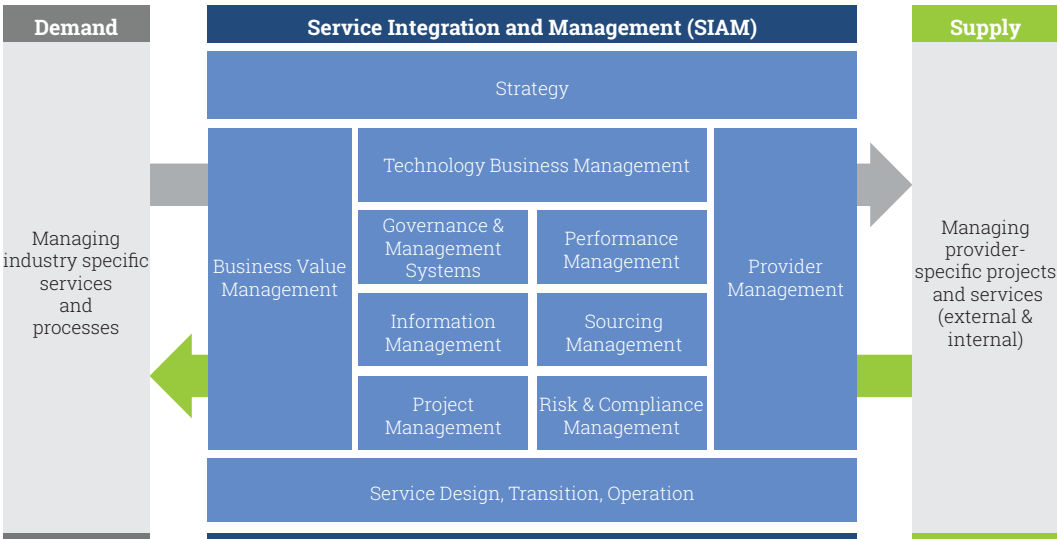 Demand
Service Integration and Management (SIAM)
Supply
Strategy
Technology Business Management
Managing
industry specific
services
and
processes
Business Value
Management
Governance &
Management
Systems
Performance
Management
Information
Management
Sourcing
Management
Project
Management
Risk & Compliance
Management
Provider
Management
Managing
provider-
specific projects
and services
(external &
internal)
Service Design, Transition, Operation